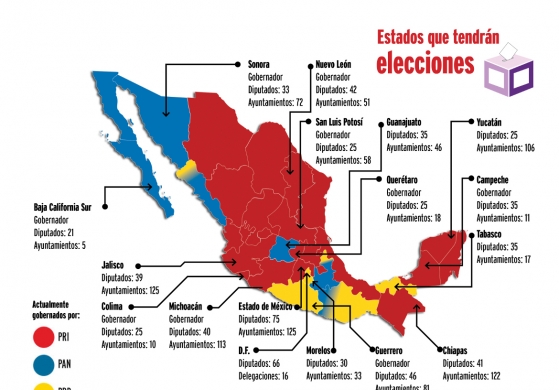 Estados que tendrán
elecciones
Sonora
Gobernador
Diputados: 33
Ayuntamientos: 72
Nuevo León
Gobernador
Diputados: 42
Ayuntamientos: 51
San Luis Potosí
Gobernador
Diputados: 25
Ayuntamientos: 58
Guanajuato
Diputados: 35
Ayuntamientos: 46
Yucatán
Diputados: 25
Ayuntamientos: 106
Querétaro
Gobernador
Diputados: 25
Ayuntamientos: 18
Campeche
Gobernador
Diputados: 35
Ayuntamientos: 11
Tabasco
Diputados: 35
Ayuntamientos: 17
Baja California Sur
Gobernador
Diputados: 21
Ayuntamientos: 5
Jalisco
Diputados: 39
Ayuntamientos: 125
Colima
Gobernador
Diputados: 25
Ayuntamientos: 10
Michoacán
Gobernador
Diputados: 40
Ayuntamientos: 113
Estado de México
Diputados: 75
Ayuntamientos: 125
D.F.
Diputados: 66
Delegaciones: 16
Morelos
Diputados: 30
Ayuntamientos: 33
Guerrero
Gobernador
Diputados: 46
Ayuntamientos: 81
Chiapas
Diputados: 41
Ayuntamientos: 122
Actualmente
gobernados por:
PRI
PAN
PRD